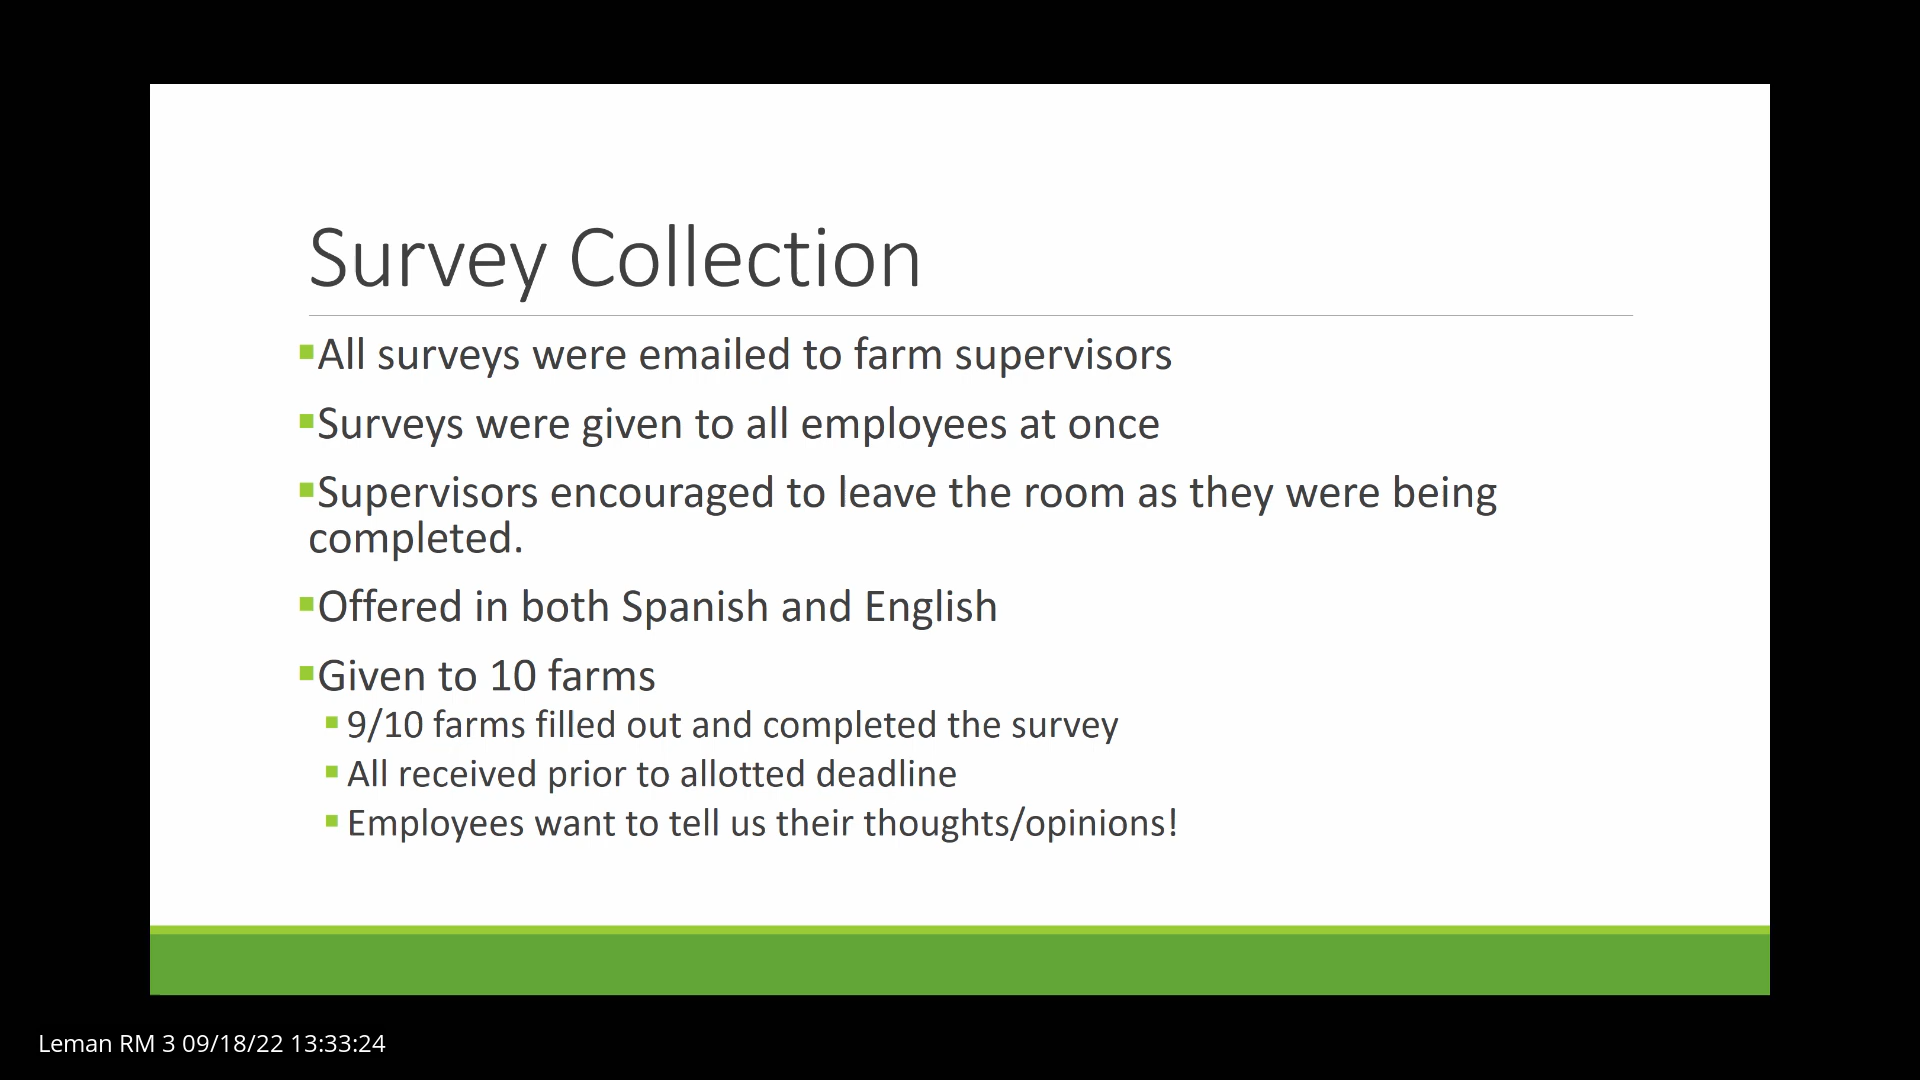 Survey Collection
All surveys were emailed to farm supervisors
Surveys were given to all employees at once
Supervisors encouraged to leave the room as they were being
completed.
Offered in both Spanish and English
Given to 10 farms
9/10 farms filled out and completed the survey
All received prior to allotted deadline
Employees want to tell us their thoughts/opinions!
Leman RM 3 09/18/22 13:33:24